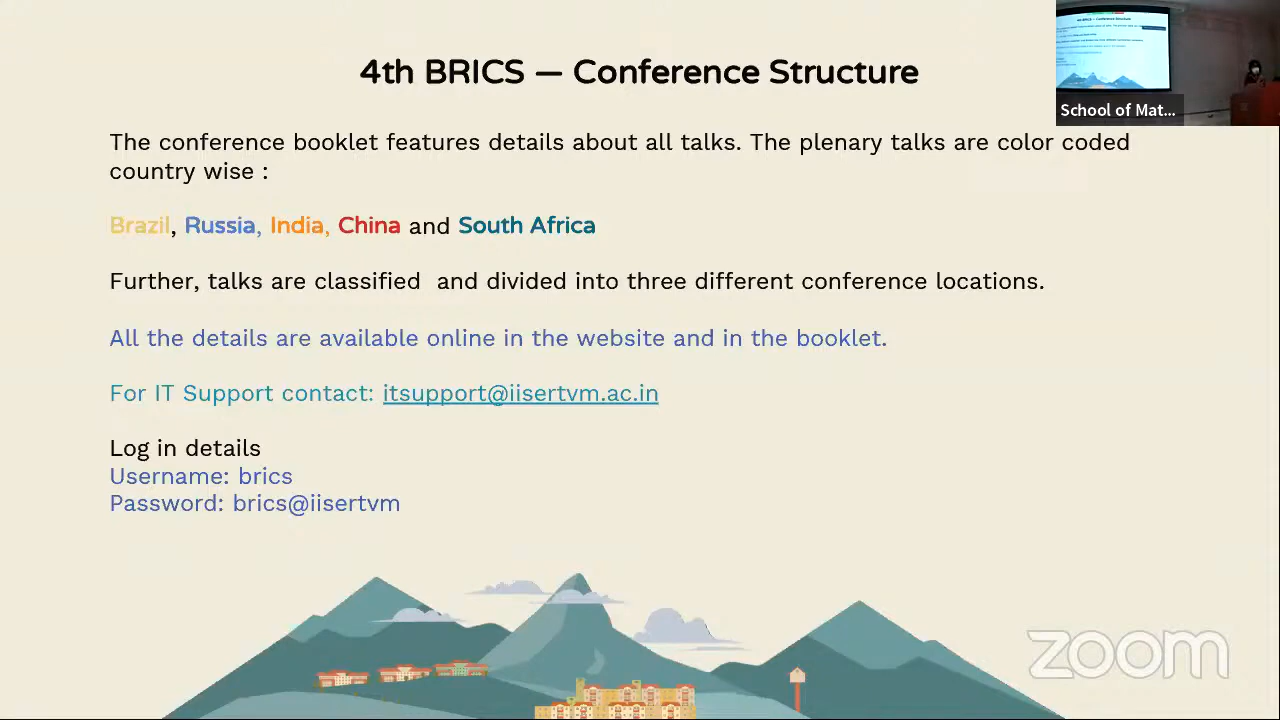 4th BRICS — Conference Structure
School of Mat...
The conference booklet features details about all talks. The plenary talks are color coded
country wise :
Brazil, Russia, India, China and South Africa
Further, talks are classified  and divided into three different conference locations.
All the details are available online in the website and in the booklet.
For IT Support contact: itsupport@iisertvm.ac.in
Log in details
Username: brics
Password: brics@iisertvm
zoom